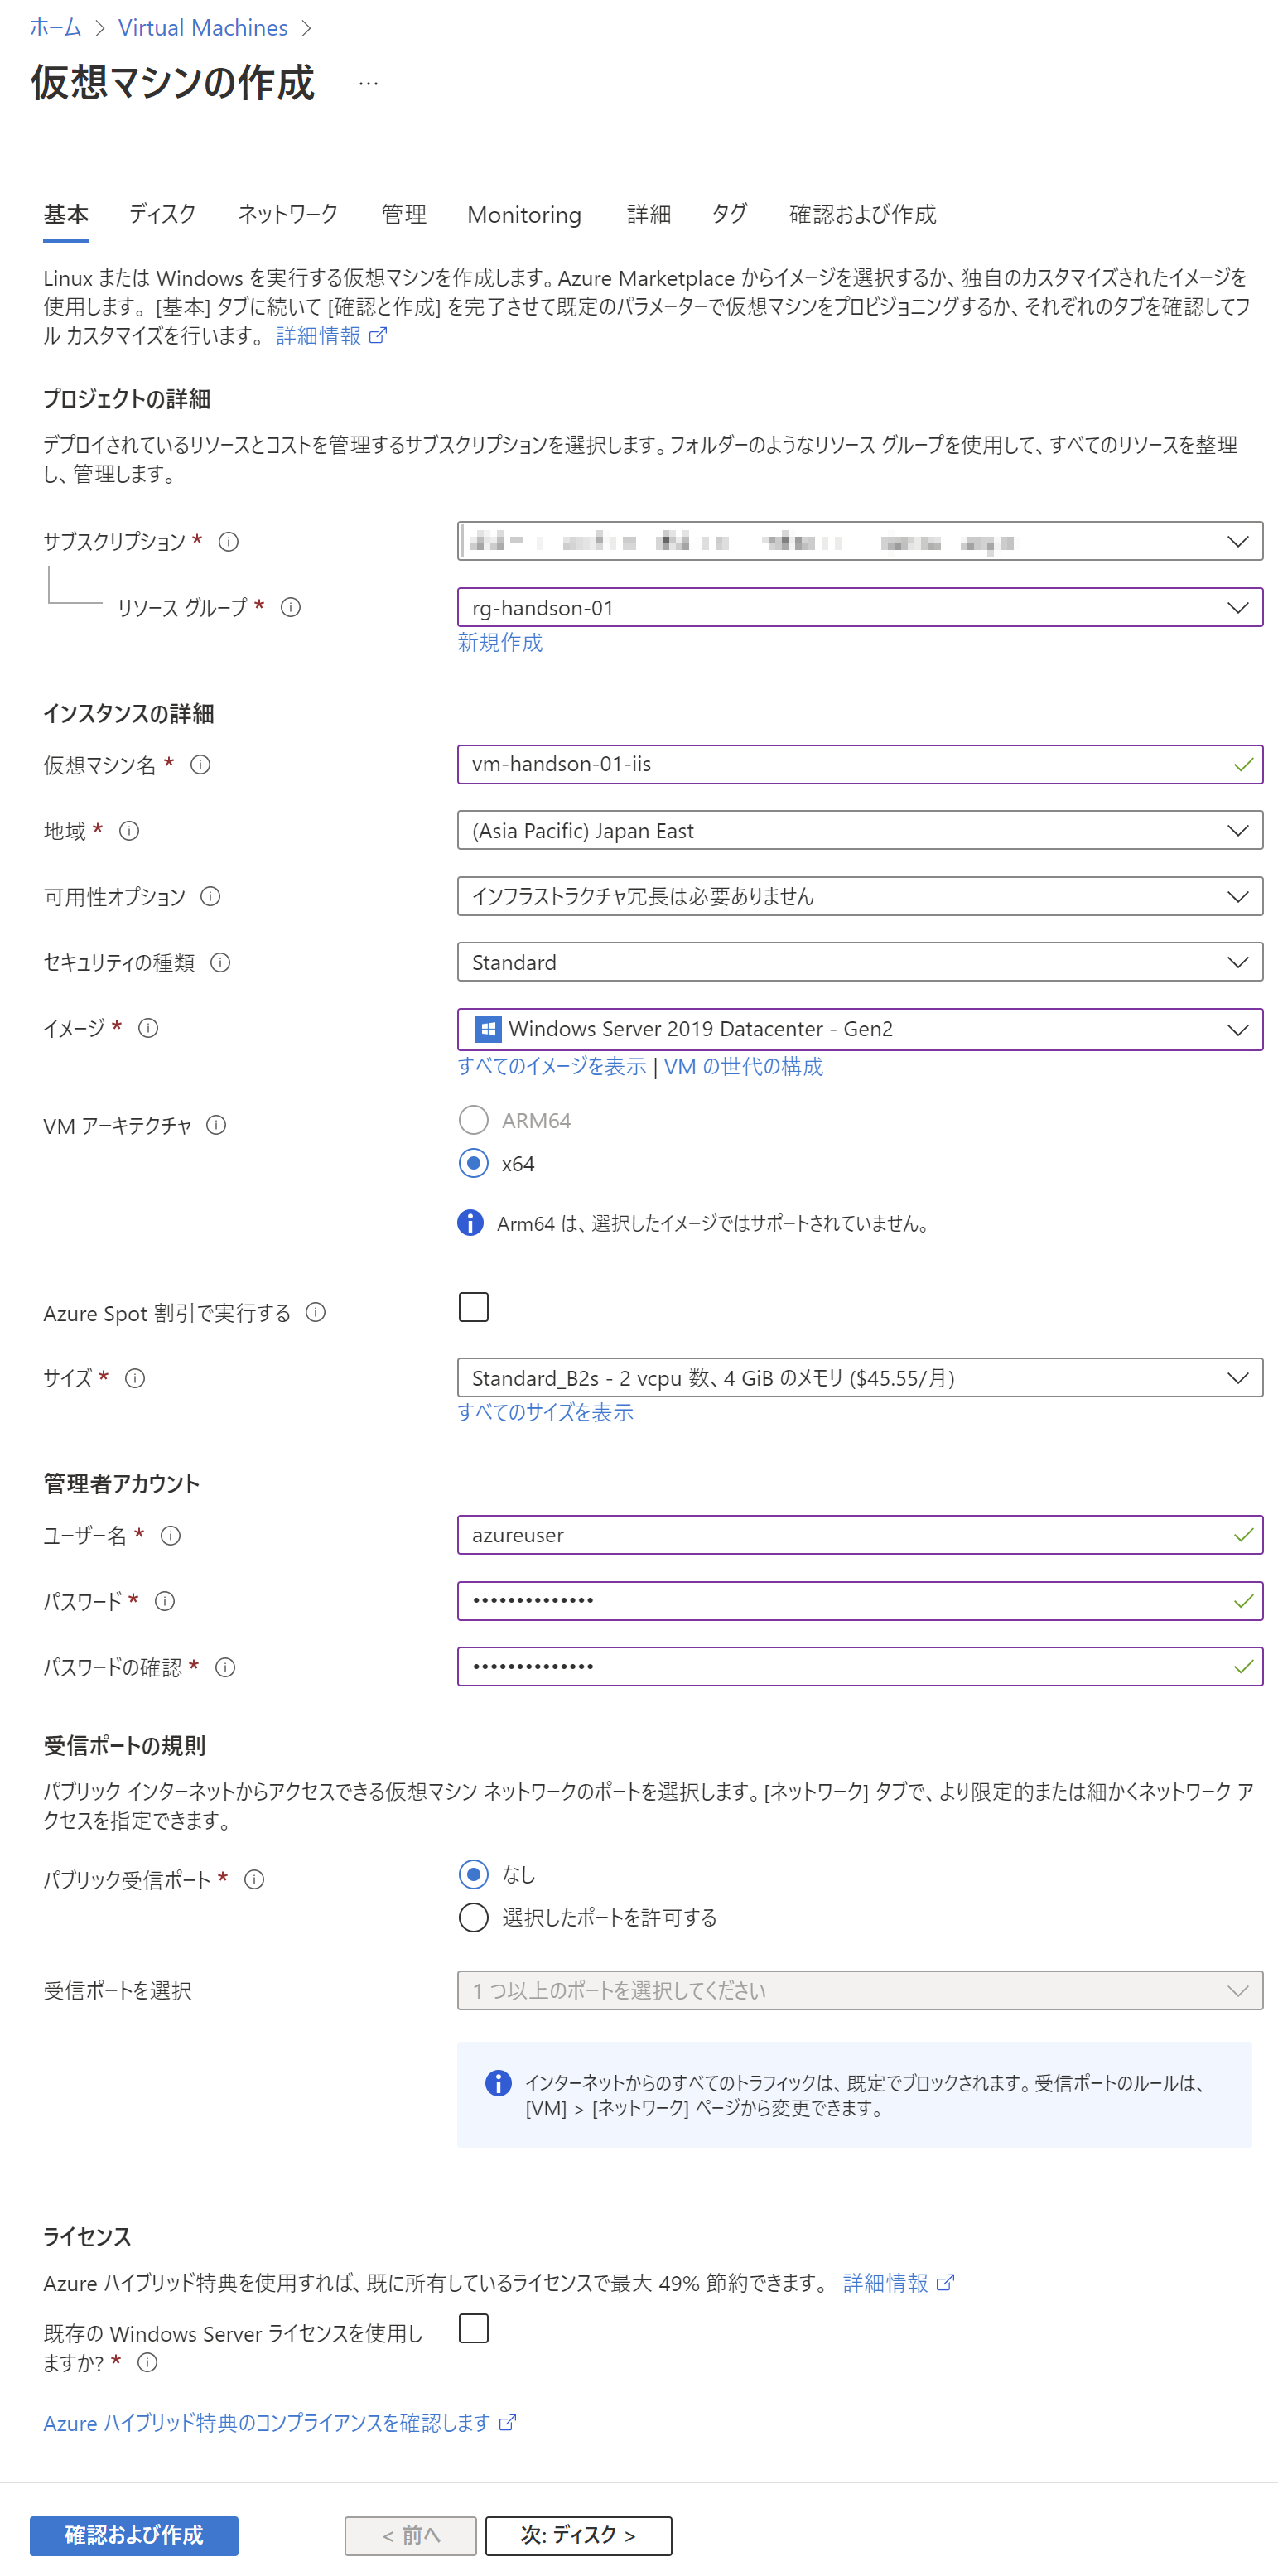 ホーム > Virtual Machines >
仮想マシンの作成 ...
基本 ディスク ネットワーク 管理 Monitoring 詳細 タグ 確認および作成
Linux または Windows を実行する仮想マシンを作成します。Azure Marketplace からイメージを選択するか、独自のカスタマイズされたイメージを
使用します。 [基本] タブに続いて [確認と作成] を完了させて既定のパラメーターで仮想マシンをプロビジョニングするか、それぞれのタブを確認してフ
ル カスタマイズを行います。 詳細情報
プロジェクトの詳細
デプロイされているリソースとコストを管理するサブスクリプションを選択します。フォルダーのようなリソース グループを使用して、すべてのリソースを整理
し、管理します。
サブスクリプション *
リソース グループ * rg-handson-01
新規作成
インスタンスの詳細
仮想マシン名 * vm-handson-01-iis
地域 * (Asia Pacific) Japan East
可用性オプション インフラストラクチャ冗長は必要ありません
セキュリティの種類 Standard
イメージ * Windows Server 2019 Datacenter - Gen2
すべてのイメージを表示 | VM の世代の構成
VM アーキテクチャ ARM64
x64
Arm64 は、選択したイメージではサポートされていません。
Azure Spot 割引で実行する
サイズ * Standard_B2s - 2 vcpu 数、4 GiB のメモリ ($45.55/月)
すべてのサイズを表示
管理者アカウント
ユーザー名 * azureuser
パスワード * ••••••••••••••
パスワードの確認 * ••••••••••••••
受信ポートの規則
パブリック インターネットからアクセスできる仮想マシン ネットワークのポートを選択します。[ネットワーク] タブで、より限定的または細かくネットワーク ア
クセスを指定できます。
パブリック受信ポート * なし
選択したポートを許可する
受信ポートを選択 1 つ以上のポートを選択してください
インターネットからのすべてのトラフィックは、既定でブロックされます。受信ポートのルールは、
[VM] > [ネットワーク] ページから変更できます。
ライセンス
Azure ハイブリッド特典を使用すれば、既に所有しているライセンスで最大 49% 節約できます。 詳細情報
既存の Windows Server ライセンスを使用し
ますか? *
Azure ハイブリッド特典のコンプライアンスを確認します
確認および作成 < 前へ 次: ディスク >